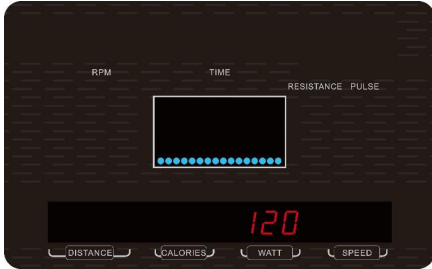 RPM TIME
RESISTANCE PULSE
120
DISTANCE CALORIES WATT SPEED